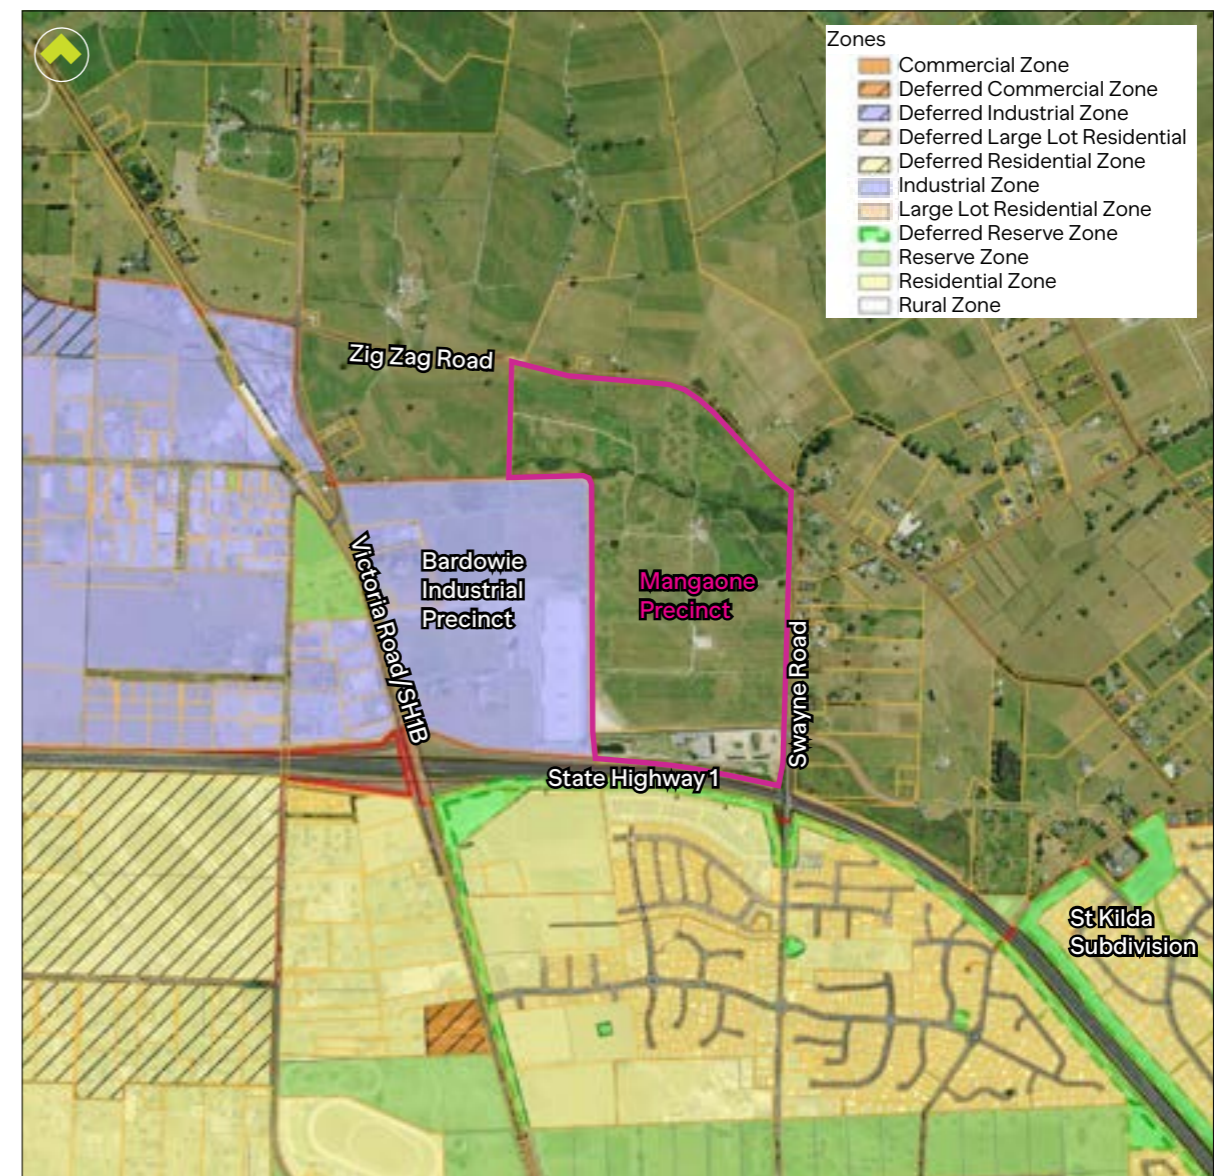 Zones
Commercial Zone
Deferred Commercial Zone
Deferred Industrial Zone
Deferred Large Lot Residential
Deferred Residential Zone
Industrial Zone
Large Lot Residential Zone
Deferred Reserve Zone
Reserve Zone
Residential Zone
Rural Zone
Zig Zag Road
Victoria Road/SH1B
Bardowie
Industrial
Precinct
Mangaone
Precinct
Swayne Road
State Highway 1
St Kilda
Subdivision